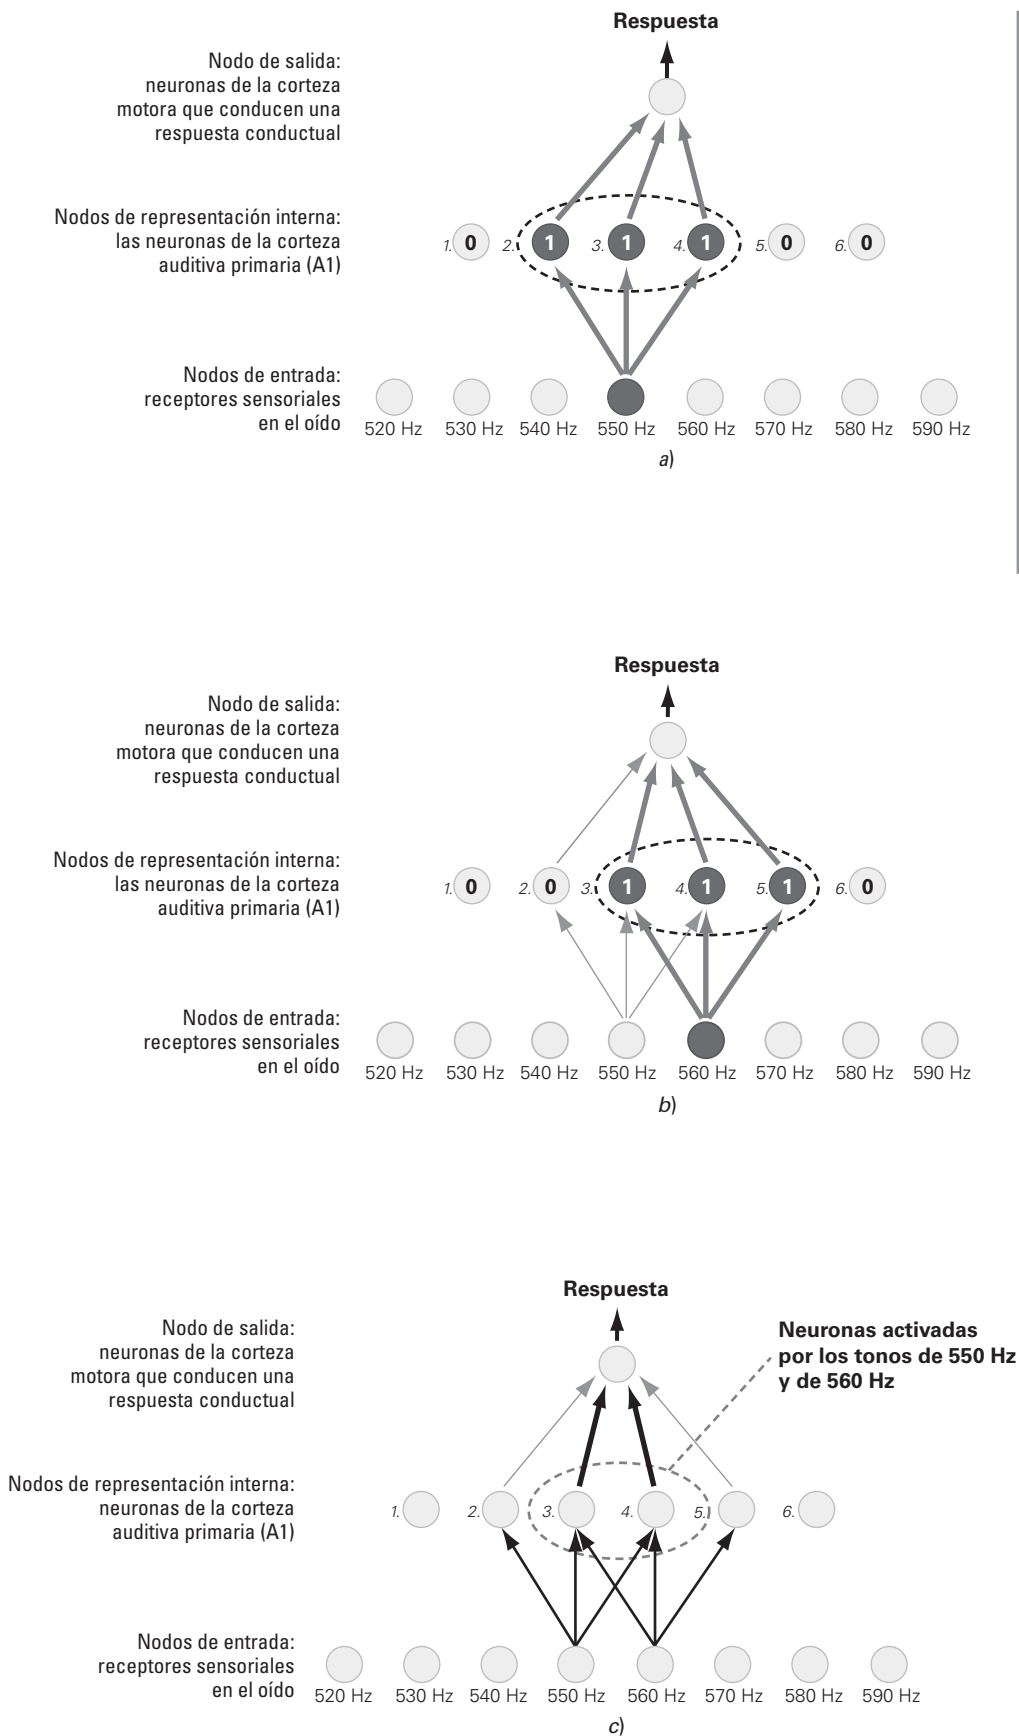 Respuesta
Nodo de salida:
neuronas de la corteza
motora que conducen una
respuesta conductual
Nodos de representación interna:
las neuronas de la corteza
auditiva primaria (A1)
1. 0 2. 1 3. 1 4. 1 5. 0 6. 0
Nodos de entrada:
receptores sensoriales
en el oído
520 Hz 530 Hz 540 Hz 550 Hz 560 Hz 570 Hz 580 Hz 590 Hz
a)
Respuesta
Nodo de salida:
neuronas de la corteza
motora que conducen una
respuesta conductual
Nodos de representación interna:
las neuronas de la corteza
auditiva primaria (A1)
1. 0 2. 0 3. 1 4. 1 5. 1 6. 0
Nodos de entrada:
receptores sensoriales
en el oído
520 Hz 530 Hz 540 Hz 550 Hz 560 Hz 570 Hz 580 Hz 590 Hz
b)
Respuesta
Nodo de salida:
neuronas de la corteza
motora que conducen una
respuesta conductual
Neuronas activadas
por los tonos de 550 Hz
y de 560 Hz
Nodos de representación interna:
neuronas de la corteza
auditiva primaria (A1)
1. 2. 3. 4. 5. 6.
Nodos de entrada:
receptores sensoriales
en el oído
520 Hz 530 Hz 540 Hz 550 Hz 560 Hz 570 Hz 580 Hz 590 Hz
c)